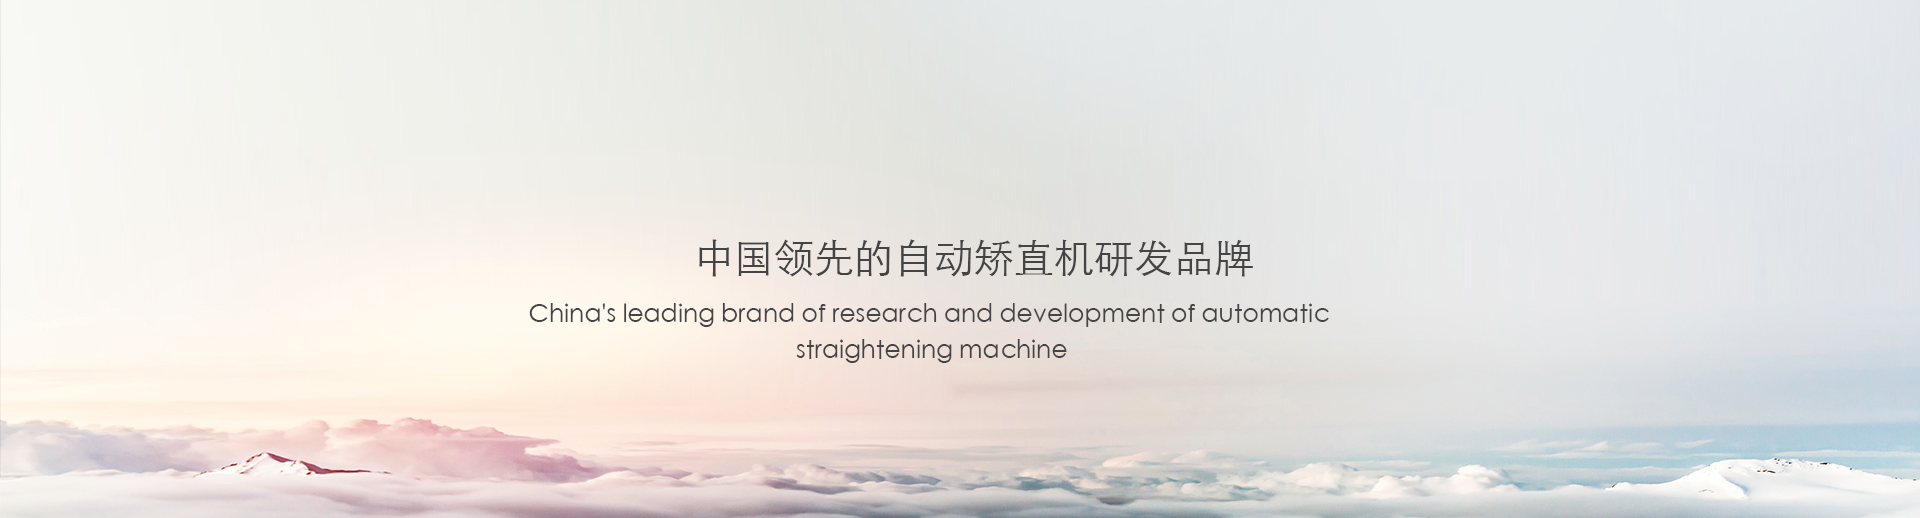 中国领先的自动矫直机研发品牌
China's leading brand of research and development of automatic
straightening machine